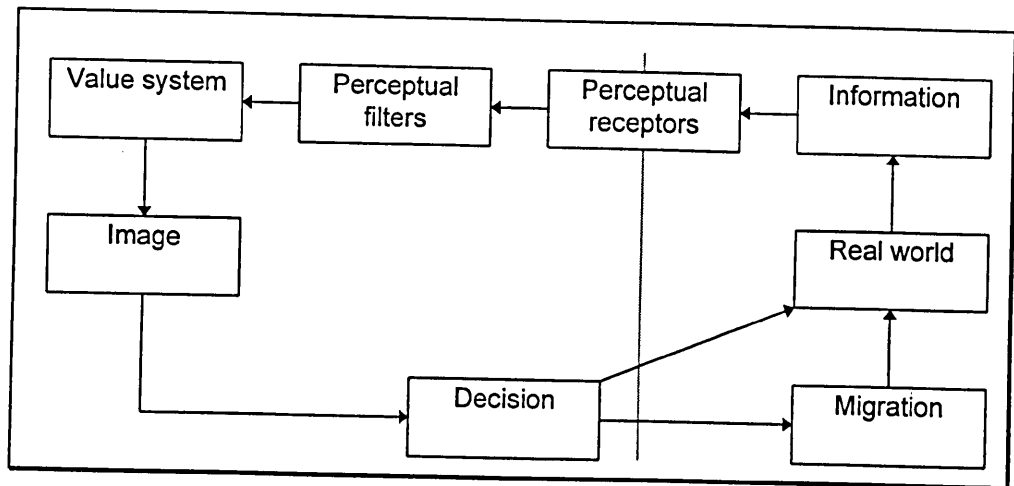 Value system
Perceptual
filters
Perceptual
receptors
Information
Image
Real world
Decision
Migration